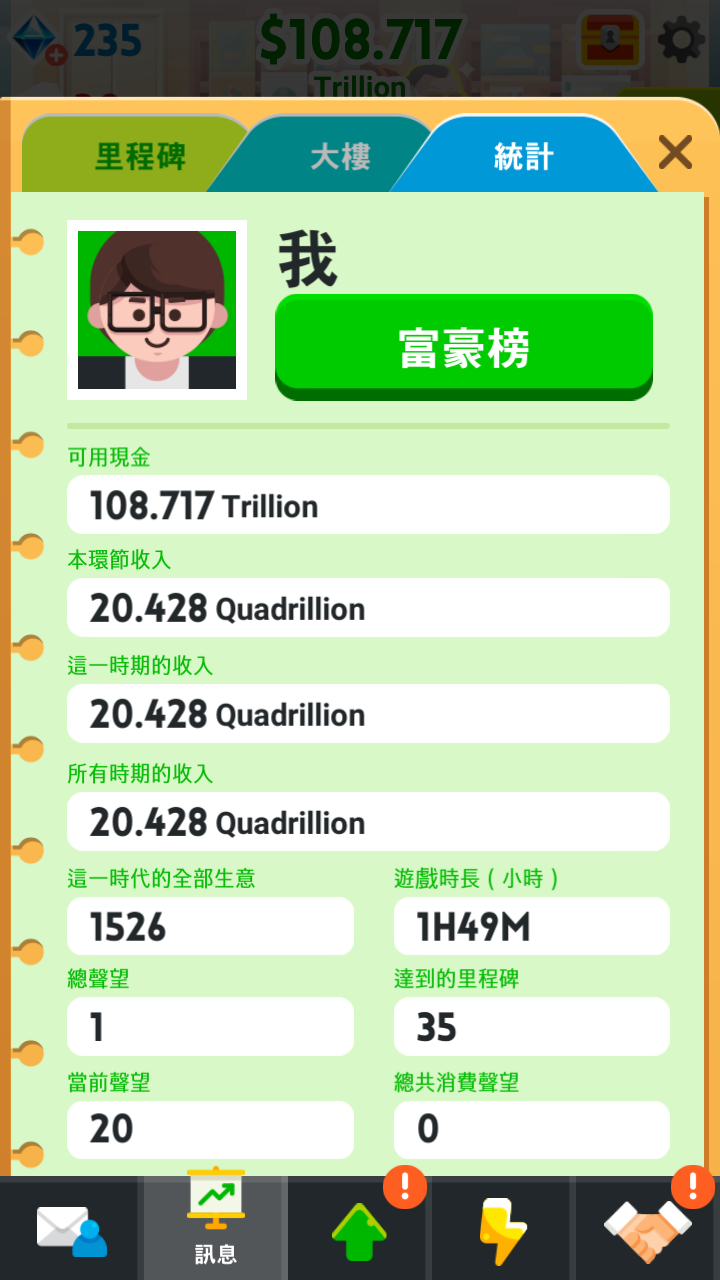 235
$108.717
Trillion
里程碑
大樓
統計
我
富豪榜
可用現金
108.717 Trillion
本環節收入
20.428 Quadrillion
這一時期的收入
20.428 Quadrillion
所有時期的收入
20.428 Quadrillion
這一時代的全部生意
遊戲時長 ( 小時 )
1526
1H49M
總聲望
達到的里程碑
1
35
當前聲望
總共消費聲望
20
0
訊息